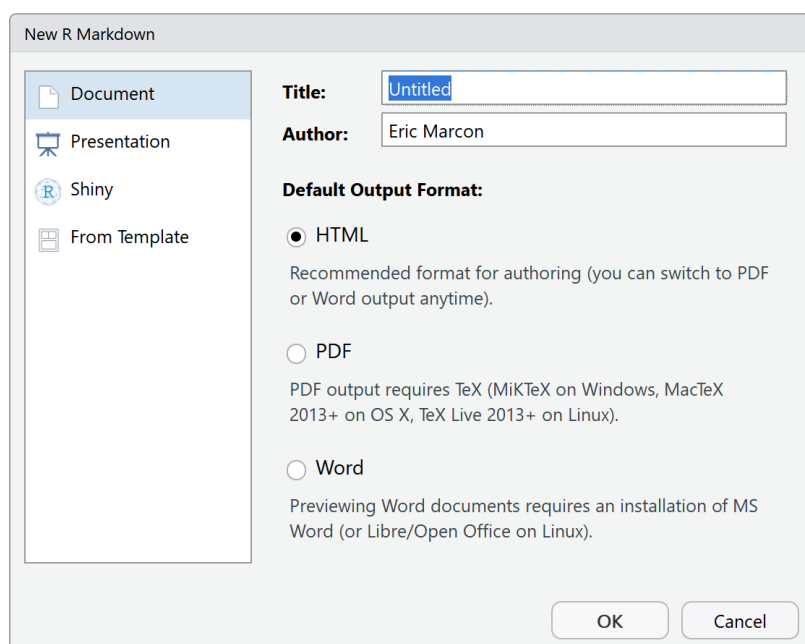 New R Markdown
Document
Presentation
R Shiny
From Template
Title: Untitled
Author: Eric Marcon
Default Output Format:
HTML
Recommended format for authoring (you can switch to PDF
or Word output anytime).
PDF
PDF output requires TeX (MiKTeX on Windows, MacTeX
2013+ on OS X, TeX Live 2013+ on Linux).
Word
Previewing Word documents requires an installation of MS
Word (or Libre/Open Office on Linux).
OK Cancel